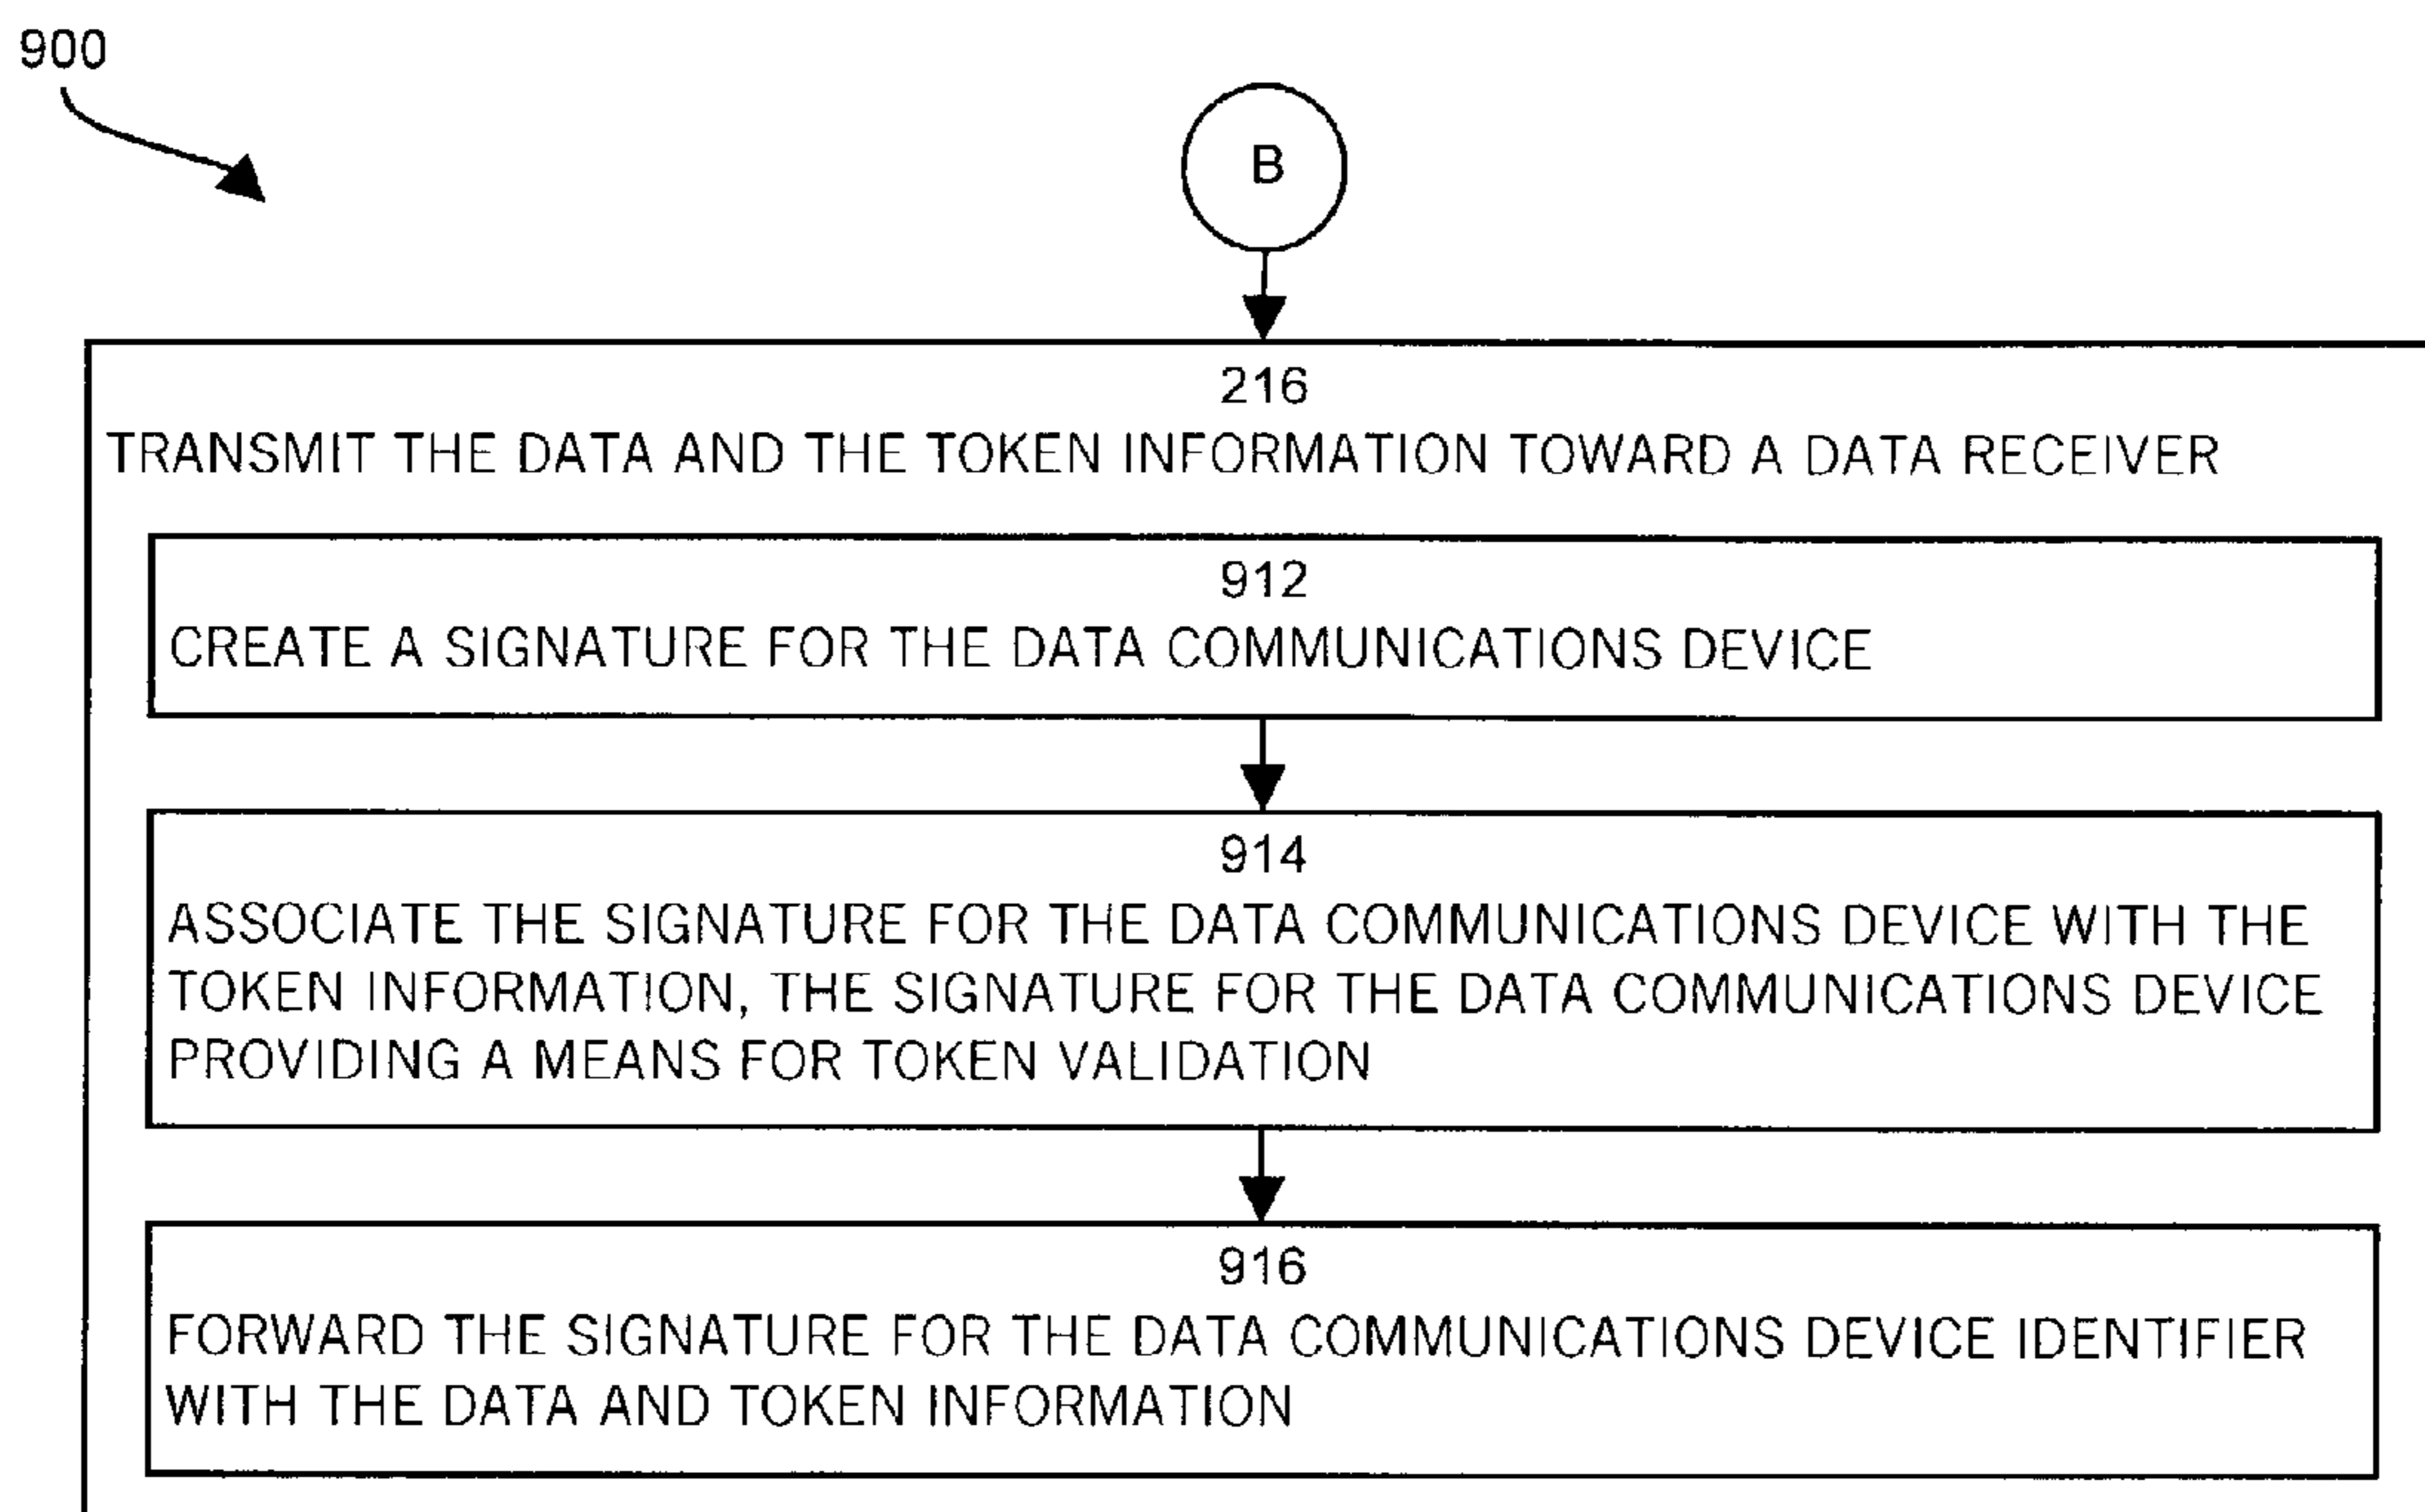 900
B
216
TRANSMIT THE DATA AND THE TOKEN INFORMATION TOWARD A DATA RECEIVER
912
CREATE A SIGNATURE FOR THE DATA COMMUNICATIONS DEVICE
914
ASSOCIATE THE SIGNATURE FOR THE DATA COMMUNICATIONS DEVICE WITH THE
TOKEN INFORMATION, THE SIGNATURE FOR THE DATA COMMUNICATIONS DEVICE
PROVIDING A MEANS FOR TOKEN VALIDATION
916
FORWARD THE SIGNATURE FOR THE DATA COMMUNICATIONS DEVICE IDENTIFIER
WITH THE DATA AND TOKEN INFORMATION